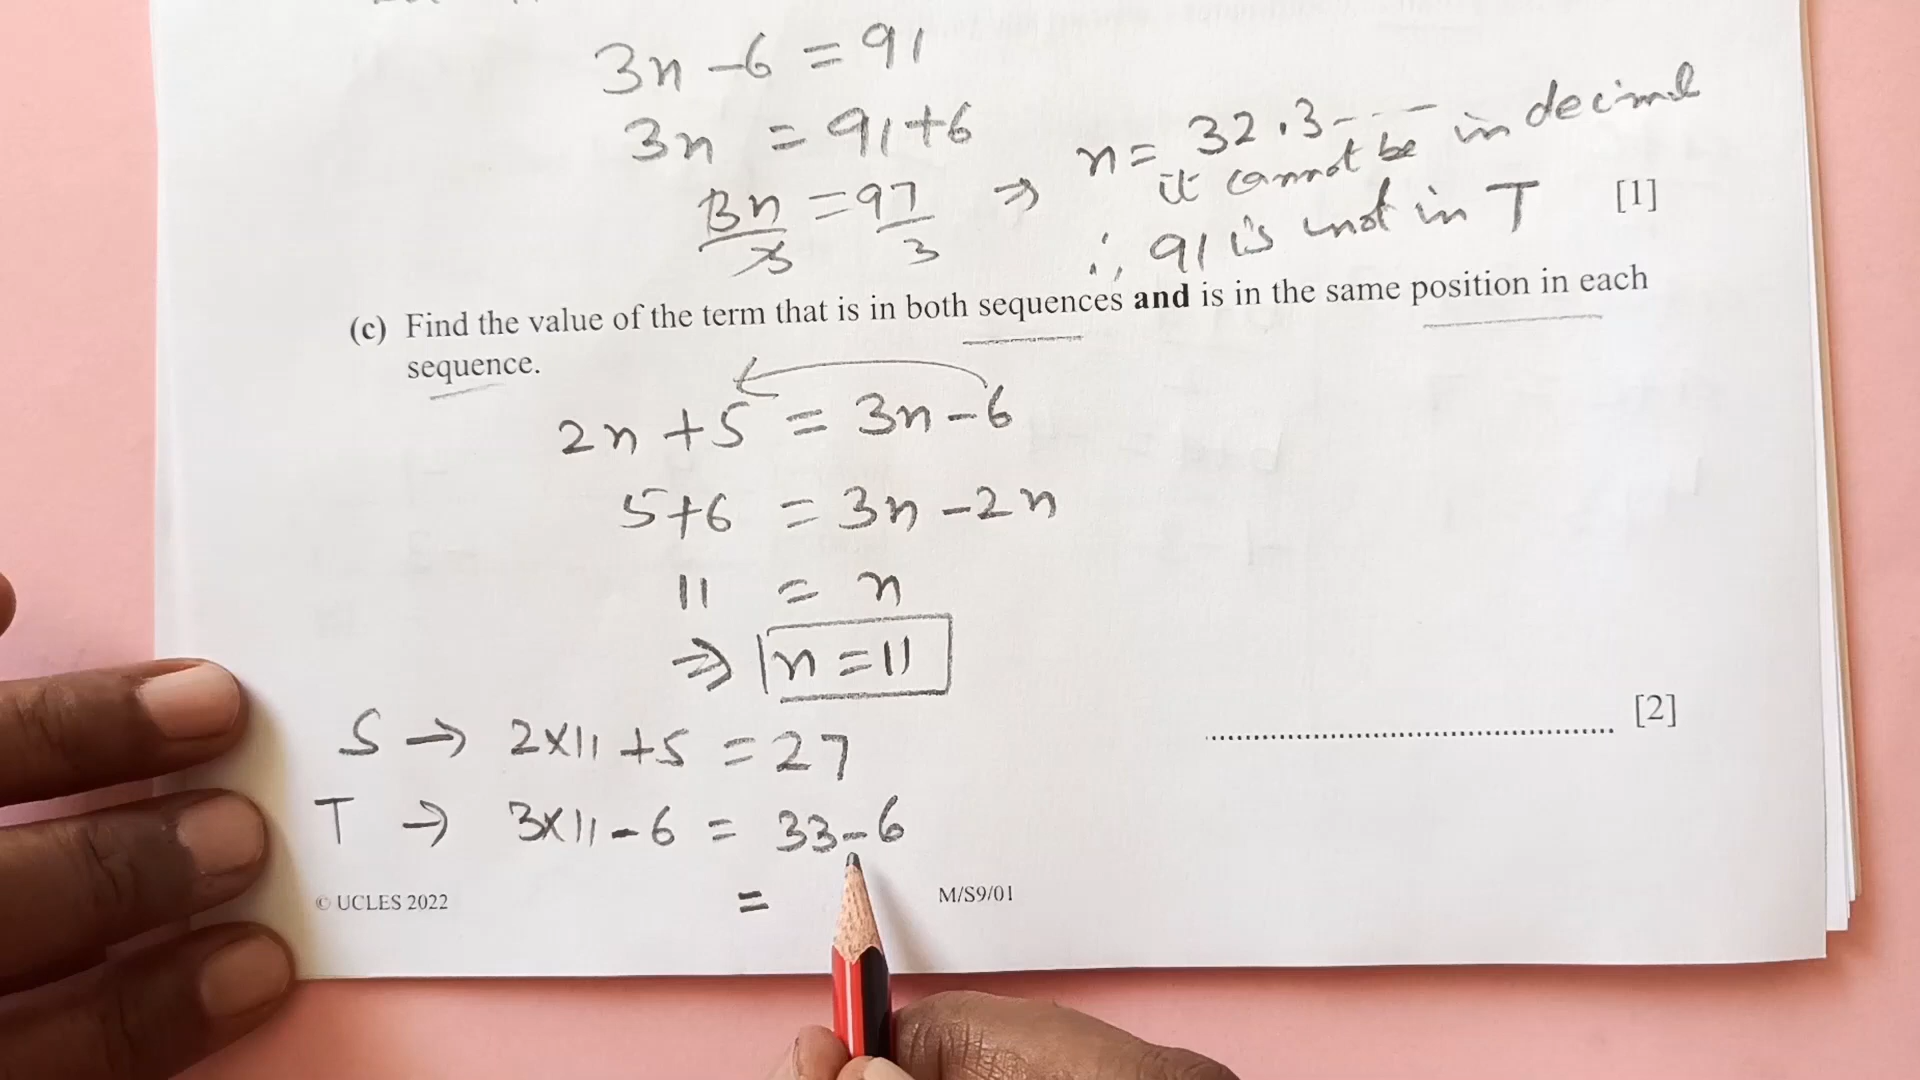 3n - 6 = 91
3n = 91 + 6
3n/3 = 97/3 ⇒ n = 32.3---
it cannot be in decimal
∴ 91 is not in T [1]
(c) Find the value of the term that is in both sequences and is in the same position in each
sequence.
2n + 5 = 3n - 6
5 + 6 = 3n - 2n
11 = n
⇒ n = 11
[2]
S → 2×11 + 5 = 27
T → 3×11 - 6 = 33 - 6
=
© UCLES 2022 M/S9/01